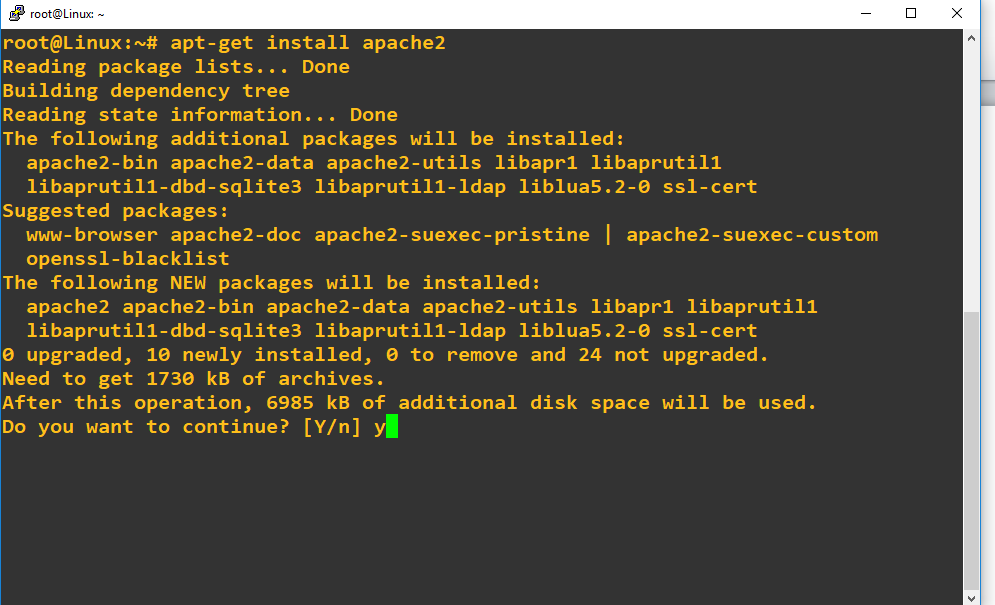 root@Linux: ~
root@Linux:~# apt-get install apache2
Reading package lists... Done
Building dependency tree
Reading state information... Done
The following additional packages will be installed:
  apache2-bin apache2-data apache2-utils libapr1 libaprutil1
  libaprutil1-dbd-sqlite3 libaprutil1-ldap liblua5.2-0 ssl-cert
Suggested packages:
  www-browser apache2-doc apache2-suexec-pristine | apache2-suexec-custom
  openssl-blacklist
The following NEW packages will be installed:
  apache2 apache2-bin apache2-data apache2-utils libapr1 libaprutil1
  libaprutil1-dbd-sqlite3 libaprutil1-ldap liblua5.2-0 ssl-cert
0 upgraded, 10 newly installed, 0 to remove and 24 not upgraded.
Need to get 1730 kB of archives.
After this operation, 6985 kB of additional disk space will be used.
Do you want to continue? [Y/n] y